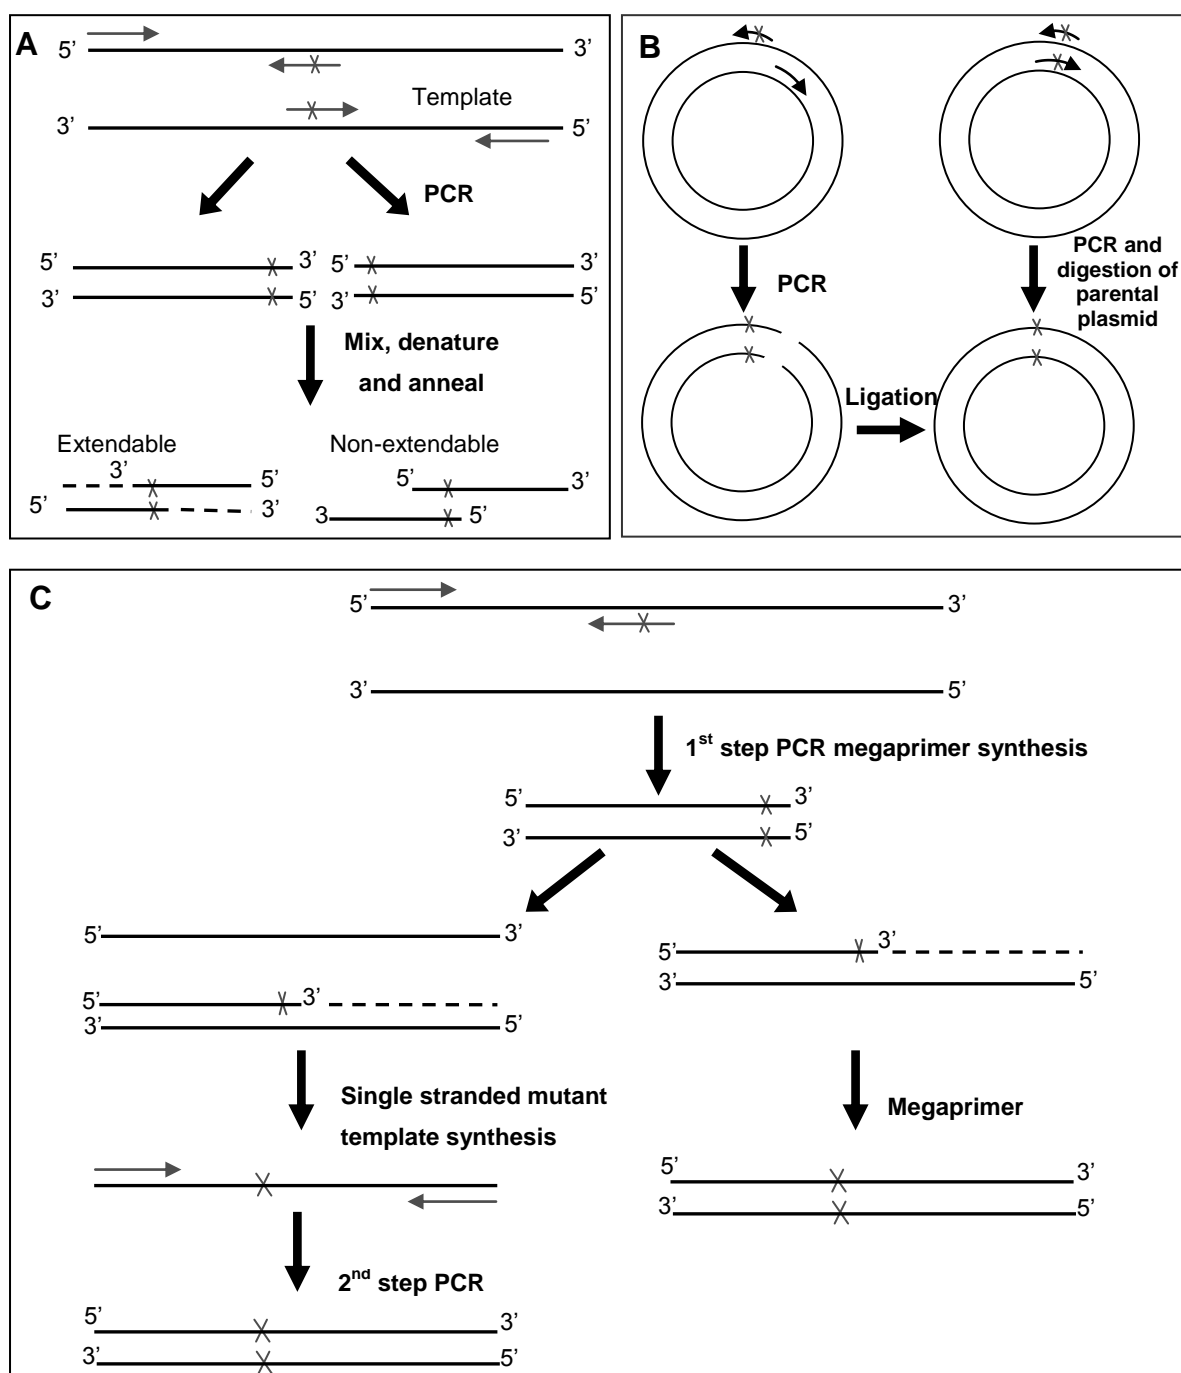 A
5’ 3’
Template
3’ 5’
PCR
5’ 3’ 5’ 3’
3’ 5’ 3’ 5’
Mix, denature
and anneal
Extendable
3’ 5’
5’ 3’
Non-extendable
5’ 3’
3 5’
B
PCR
PCR and
digestion of
parental
plasmid
Ligation
C
5’ 3’
3’ 5’
1st step PCR megaprimer synthesis
5’ 3’
3’ 5’
5’ 3’
5’ 3’
3’ 5’
Single stranded mutant
template synthesis
2nd step PCR
5’ 3’
3’ 5’
5’ 3’
3’ 5’
Megaprimer
5’ 3’
3’ 5’